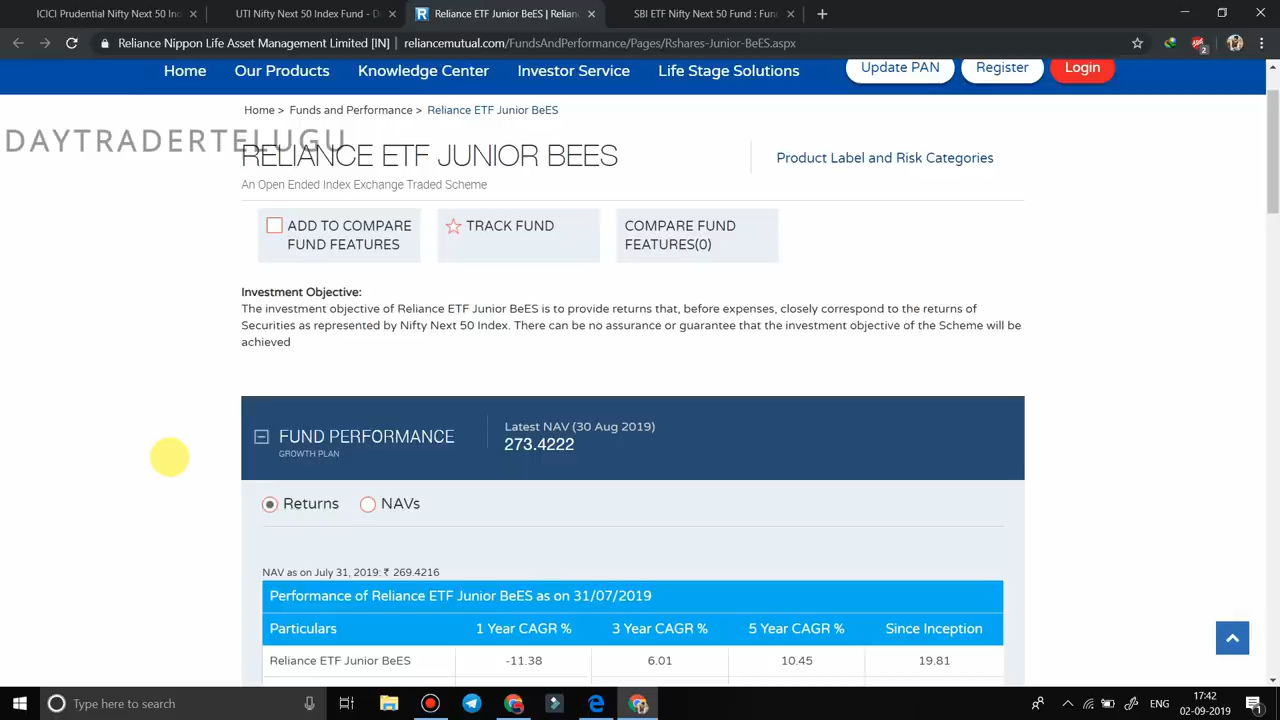 ICICI Prudential Nifty Next 50 Ind
UTI Nifty Next 50 Index Fund - D
Reliance ETF Junior BeES | Relian
SBI ETF Nifty Next 50 Fund : Fun
Reliance Nippon Life Asset Management Limited [IN] | reliancemutual.com/FundsAndPerformance/Pages/Rshares-Junior-BeES.aspx
Home Our Products Knowledge Center Investor Service Life Stage Solutions Update PAN Register Login
Home > Funds and Performance > Reliance ETF Junior BeES
DAYTRADERTELUGU
RELIANCE ETF JUNIOR BEES
Product Label and Risk Categories
An Open Ended Index Exchange Traded Scheme
ADD TO COMPARE
FUND FEATURES
TRACK FUND
COMPARE FUND
FEATURES(0)
Investment Objective:
The investment objective of Reliance ETF Junior BeES is to provide returns that, before expenses, closely correspond to the returns of
Securities as represented by Nifty Next 50 Index. There can be no assurance or guarantee that the investment objective of the Scheme will be
achieved
FUND PERFORMANCE
GROWTH PLAN
Latest NAV (30 Aug 2019)
273.4222
Returns NAVs
NAV as on July 31, 2019: ₹ 269.4216
Performance of Reliance ETF Junior BeES as on 31/07/2019
Particulars 1 Year CAGR % 3 Year CAGR % 5 Year CAGR % Since Inception
Reliance ETF Junior BeES -11.38 6.01 10.45 19.81
Type here to search
ENG
17:42
02-09-2019